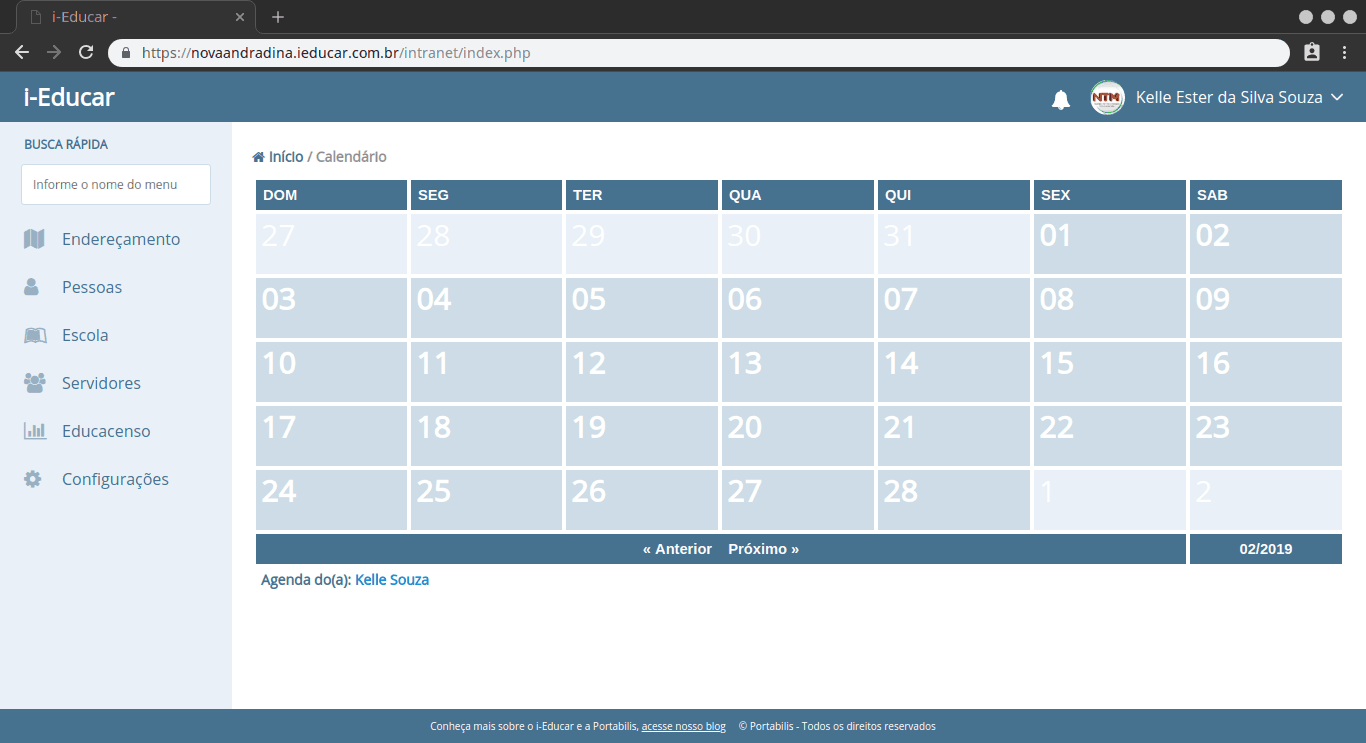 i-Educar -
https://novaandradina.ieducar.com.br/intranet/index.php
i-Educar
NTM
Kelle Ester da Silva Souza
BUSCA RÁPIDA
Informe o nome do menu
Endereçamento
Pessoas
Escola
Servidores
Educacenso
Configurações
Início / Calendário
DOM SEG TER QUA QUI SEX SAB
27 28 29 30 31 01 02
03 04 05 06 07 08 09
10 11 12 13 14 15 16
17 18 19 20 21 22 23
24 25 26 27 28 1 2
« Anterior Próximo » 02/2019
Agenda do(a): Kelle Souza
Conheça mais sobre o i-Educar e a Portabilis, acesse nosso blog © Portabilis - Todos os direitos reservados